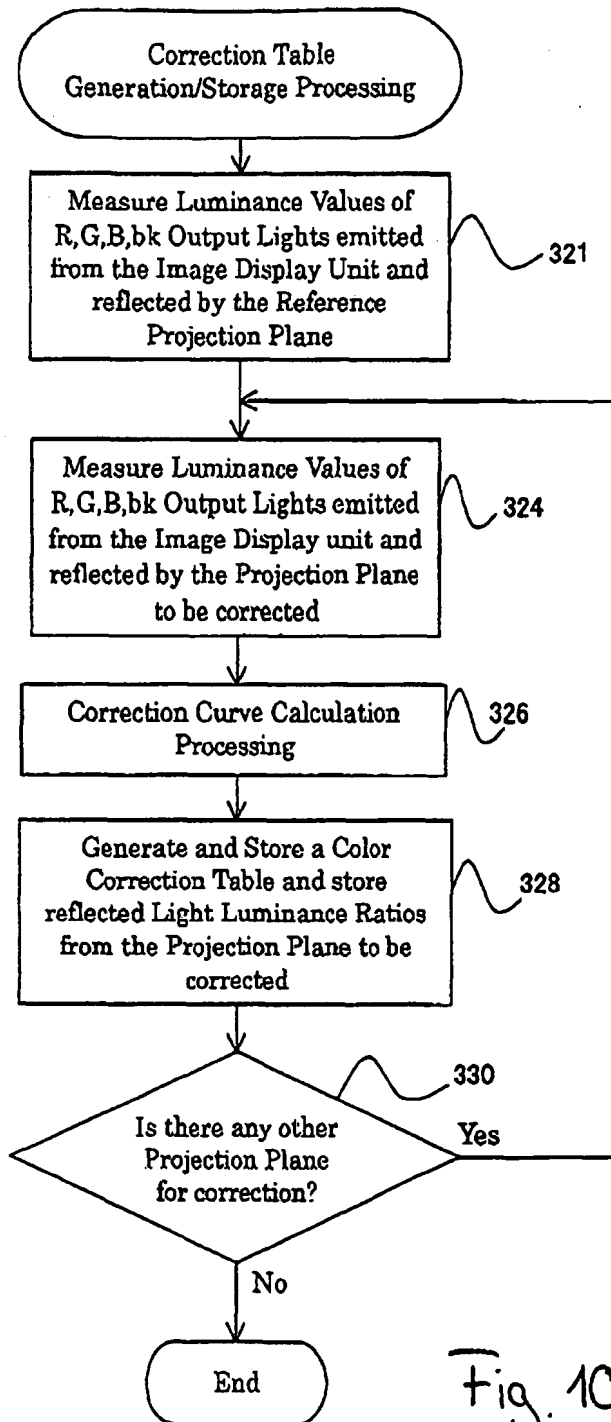 Correction Table
Generation/Storage Processing
Measure Luminance Values of
R,G,B,bk Output Lights emitted
from the Image Display Unit and
reflected by the Reference
Projection Plane
321
Measure Luminance Values of
R,G,B,bk Output Lights emitted
from the Image Display unit and
reflected by the Projection Plane
to be corrected
324
Correction Curve Calculation
Processing
326
Generate and Store a Color
Correction Table and store
reflected Light Luminance Ratios
from the Projection Plane to be
corrected
328
330
Is there any other
Projection Plane
for correction?
Yes
No
End
Fig. 10